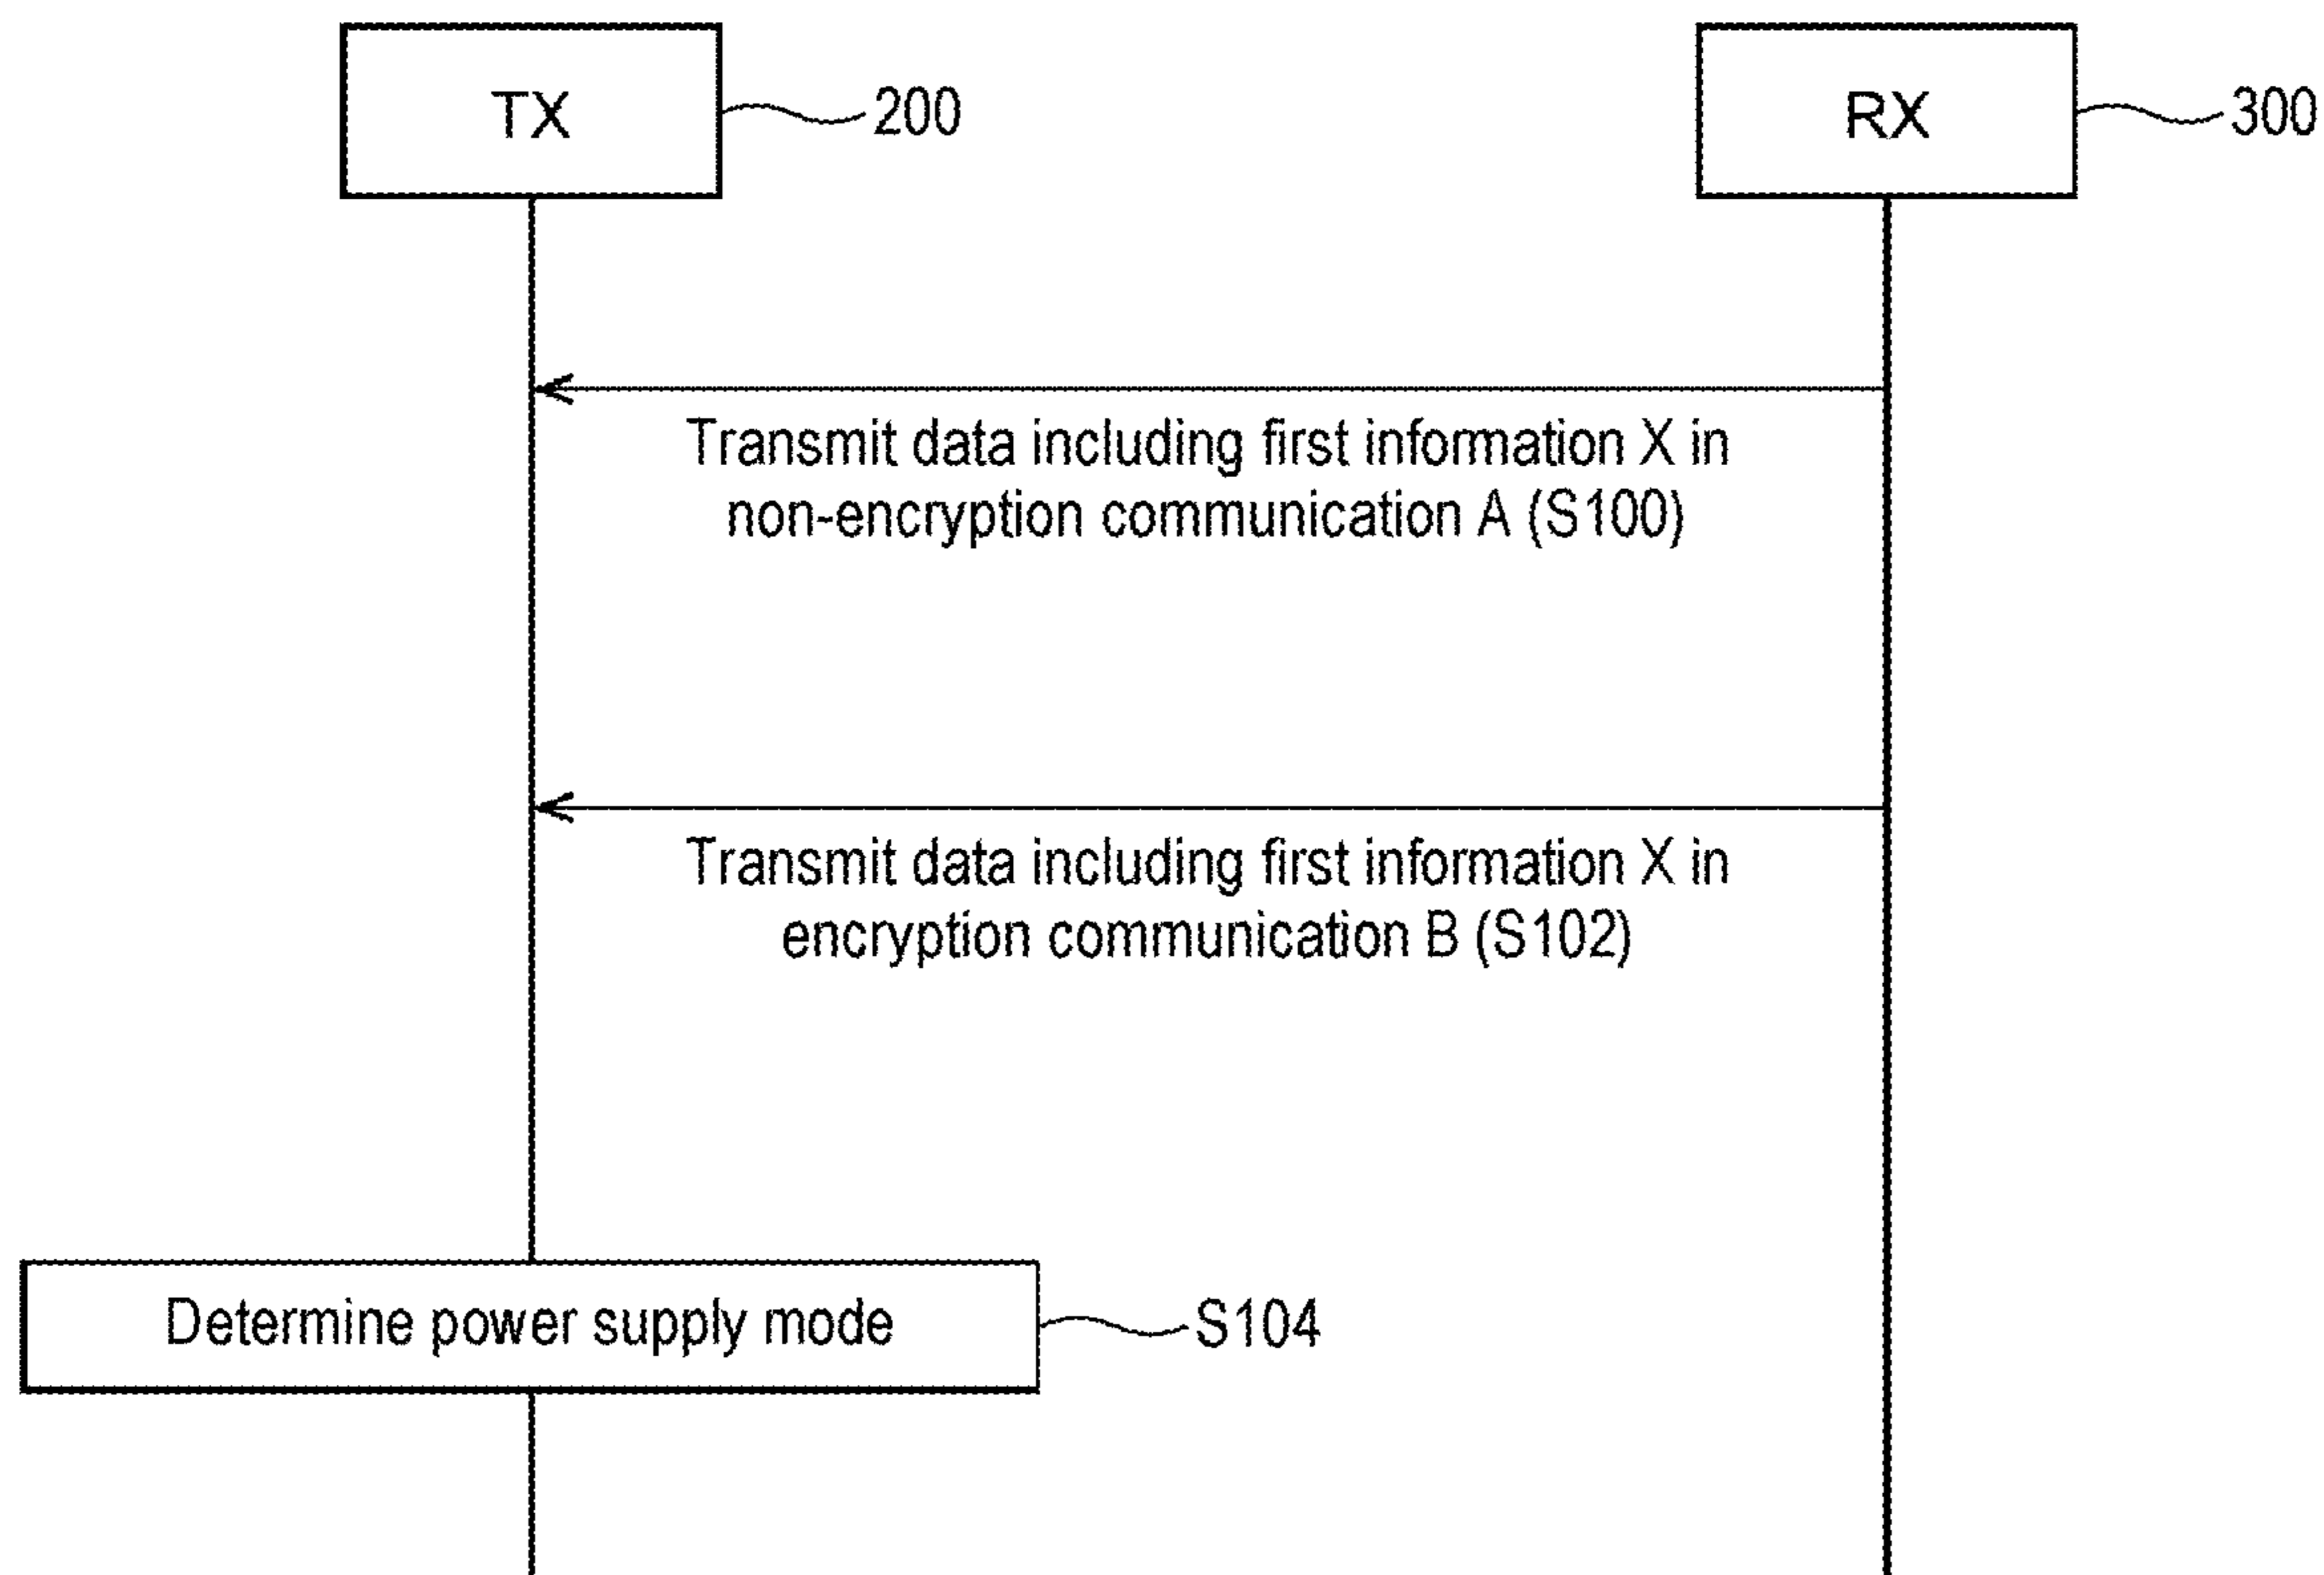 TX
200
RX
300
Transmit data including first information X in
non-encryption communication A (S100)
Transmit data including first information X in
encryption communication B (S102)
Determine power supply mode
S104